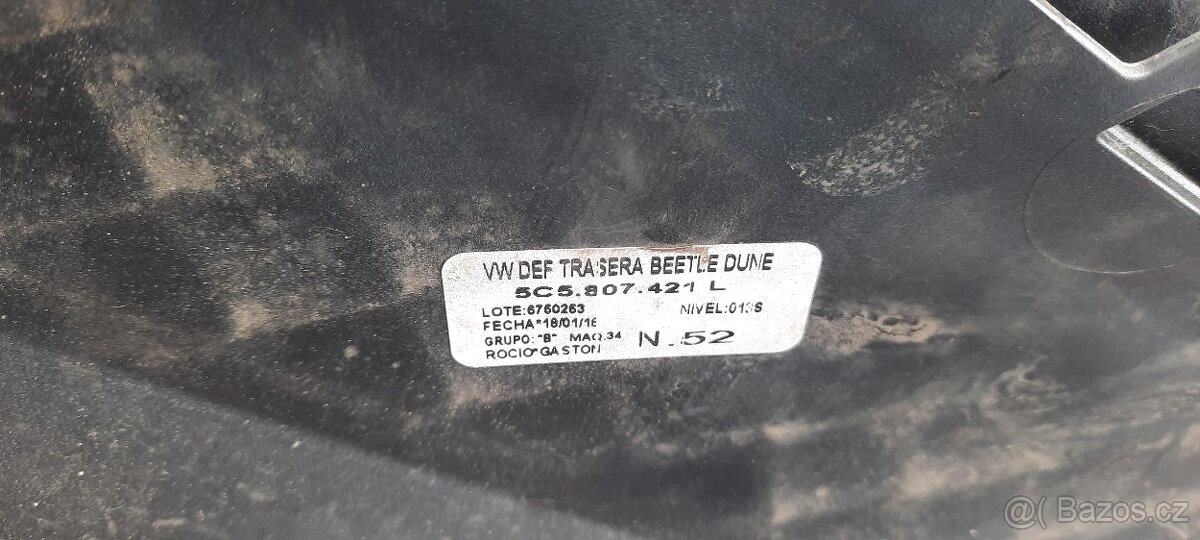 VW DEF TRASERA BEETLE DUNE
5C5.807.421 L
LOTE:6750253 NIVEL:013S
FECHA*18/01/16
GRUPO:"B" MAQ.34 N.52
ROCIO*GASTON
@( Bazos.cz